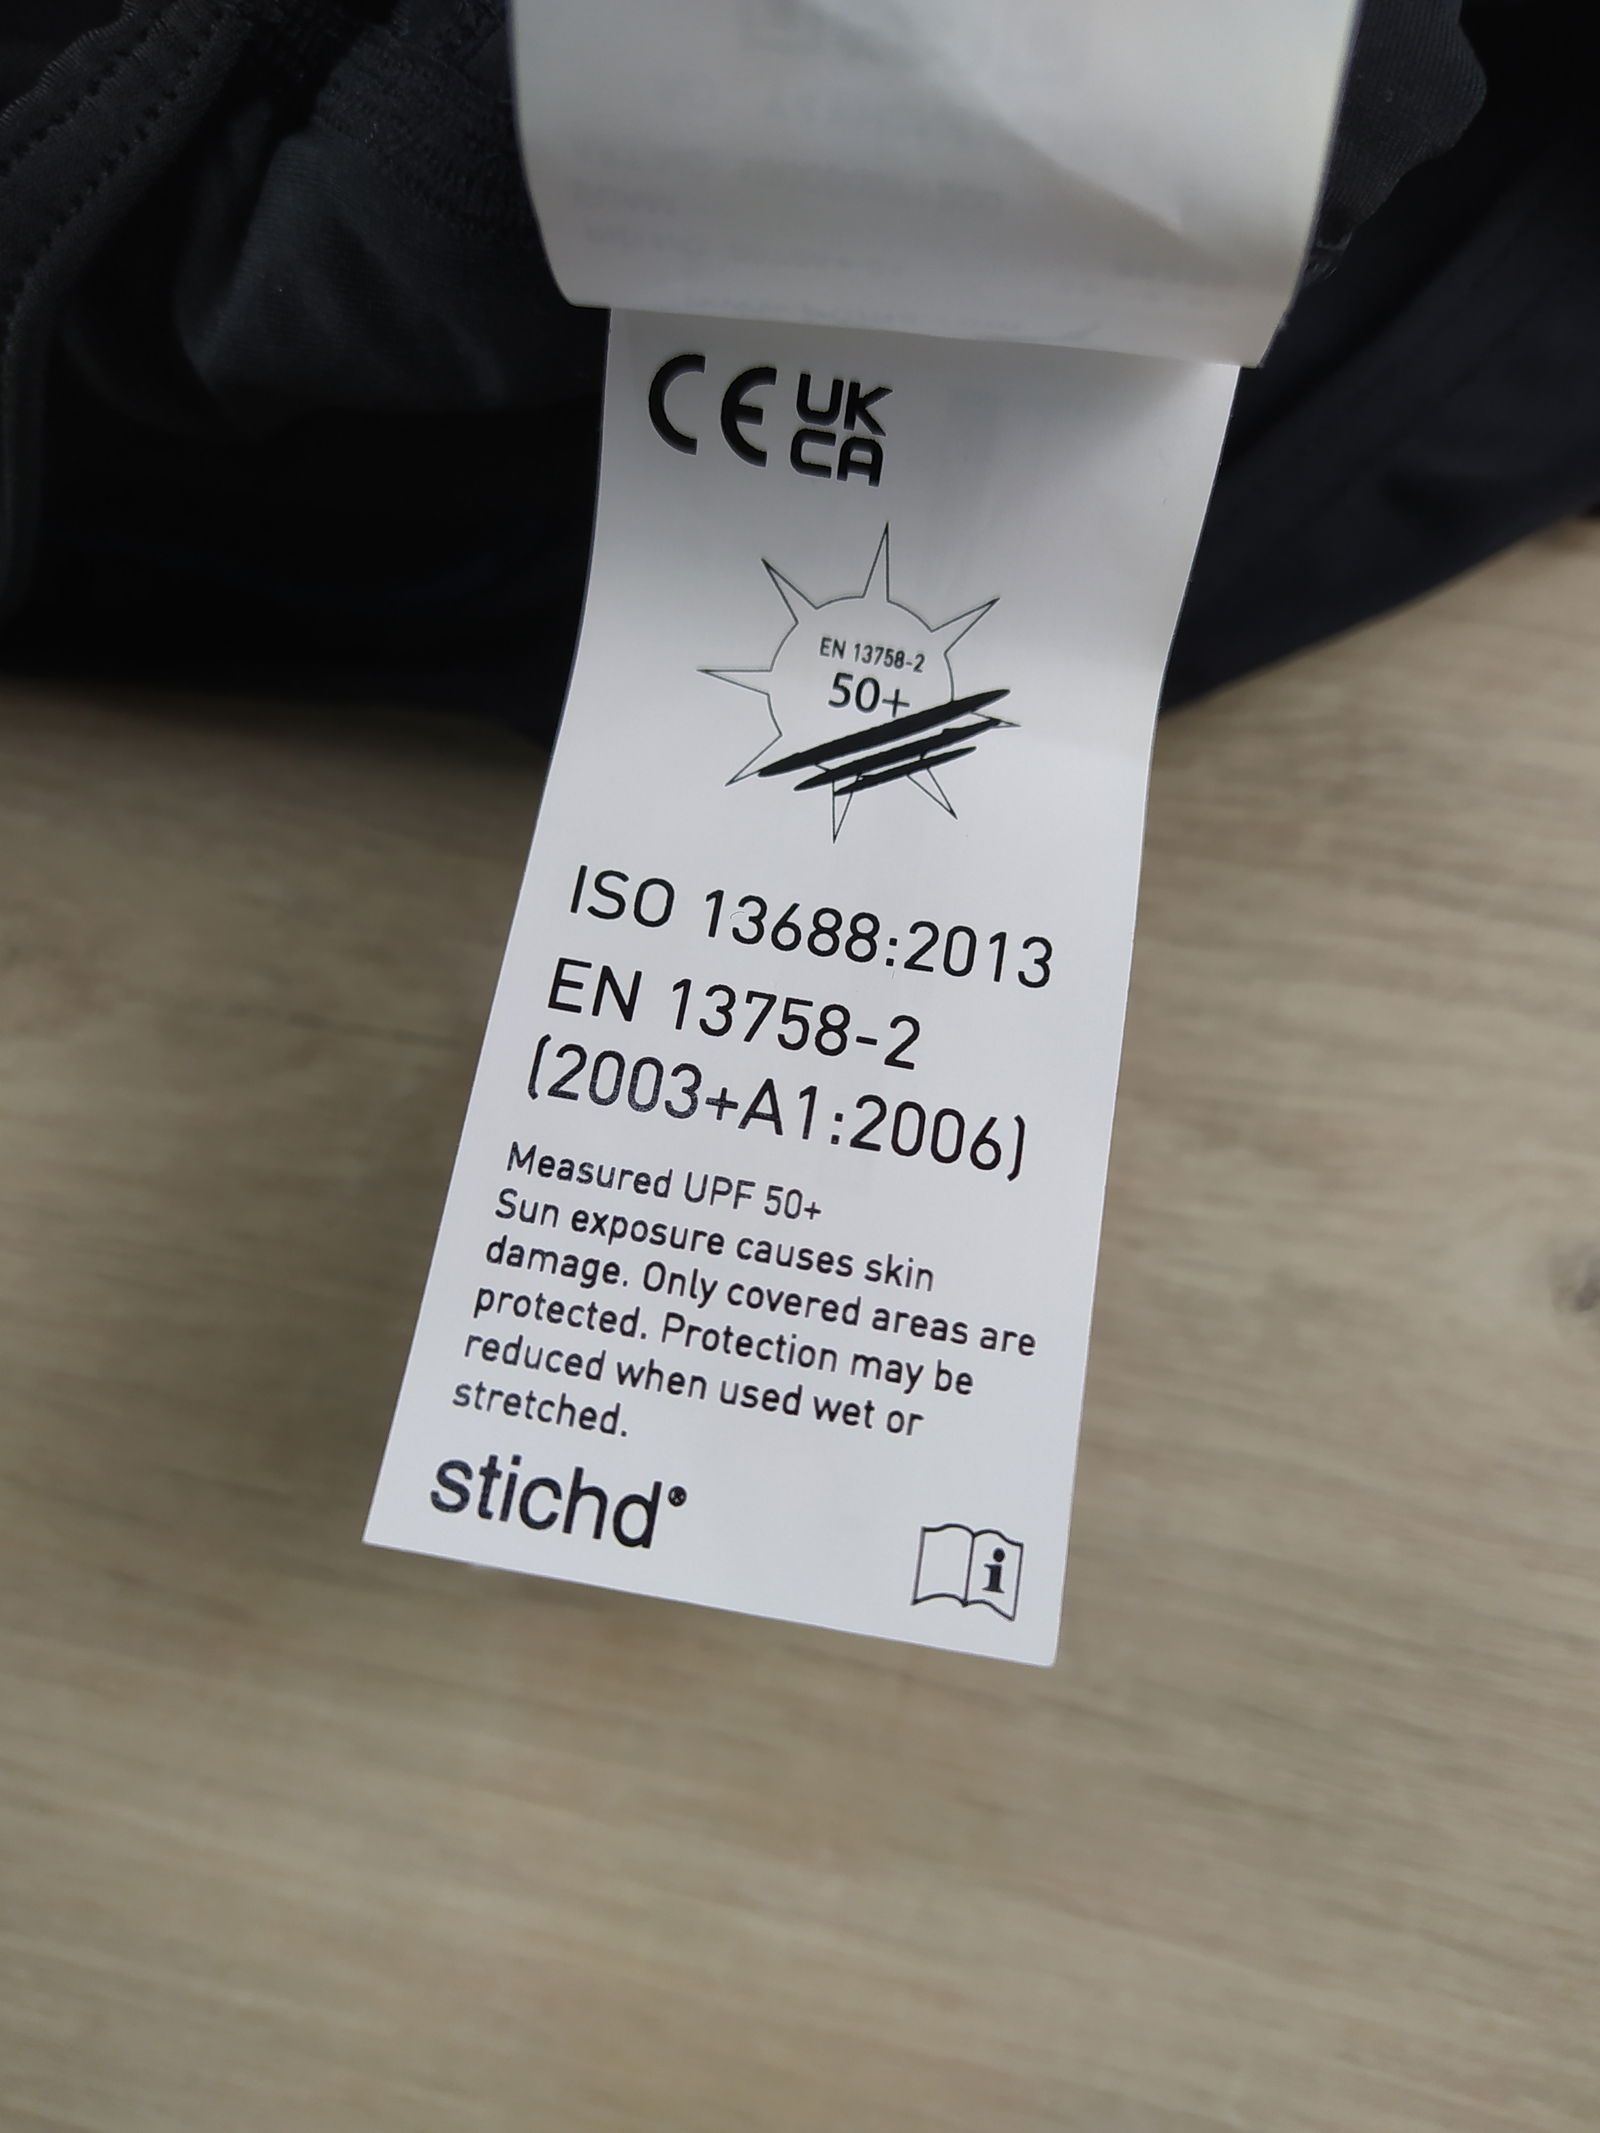 CE UK
CA
EN 13758-2
50+
ISO 13688:2013
EN 13758-2
(2003+A1:2006)
Measured UPF 50+
Sun exposure causes skin
damage. Only covered areas are
protected. Protection may be
reduced when used wet or
stretched.
stichd®
i